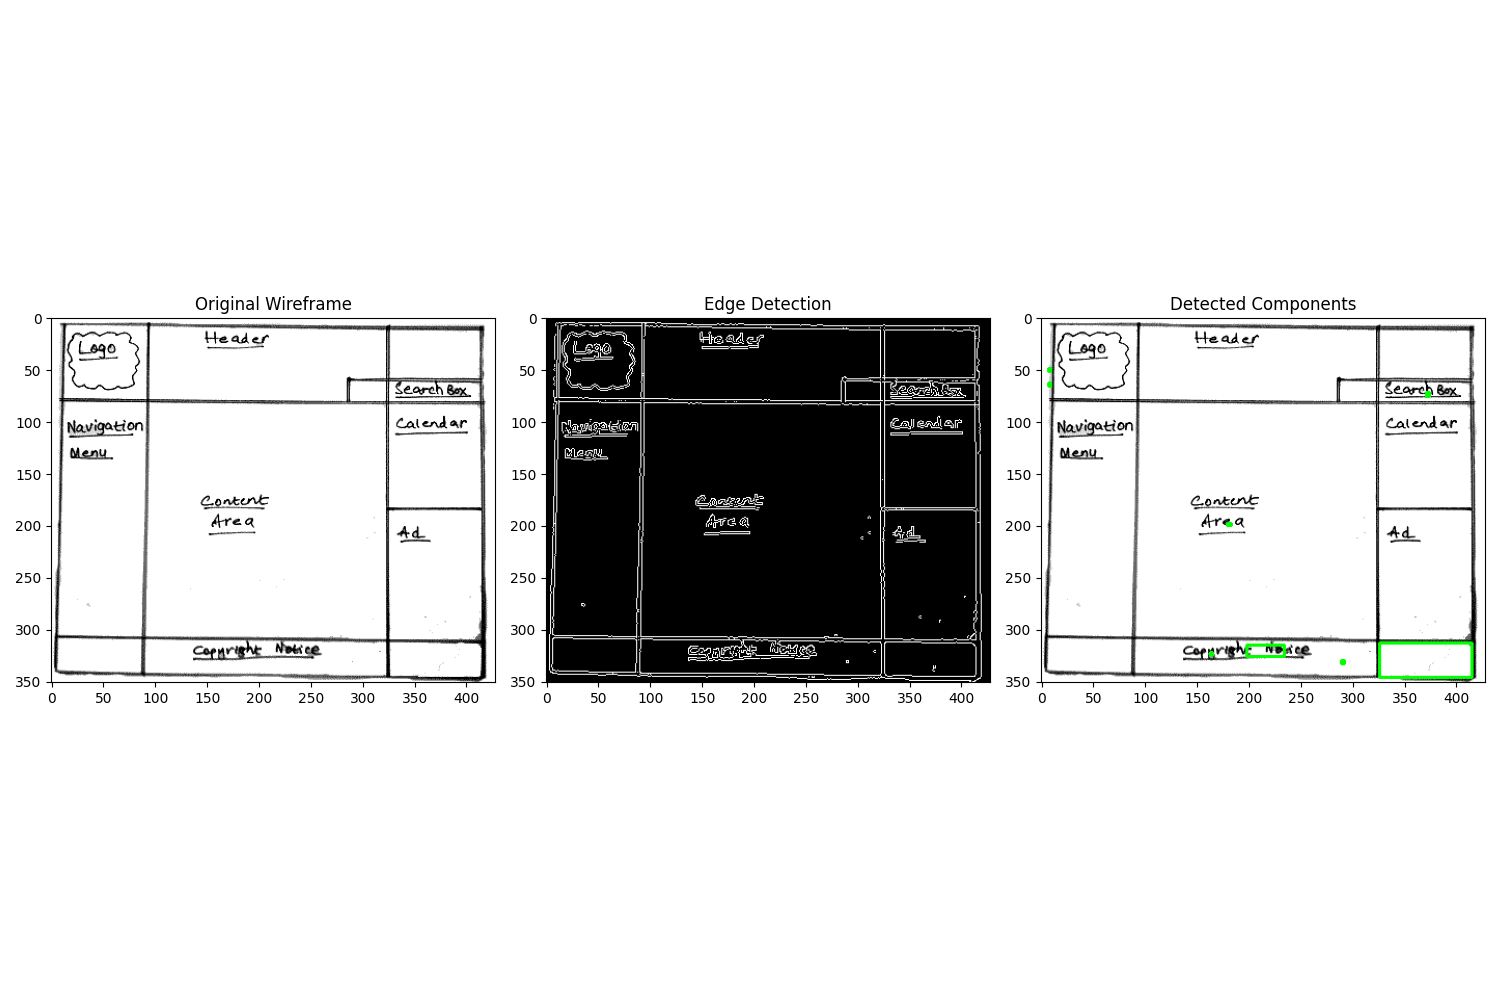 Original Wireframe
0
50
100
150
200
250
300
350
0 50 100 150 200 250 300 350 400
Logo
Header
Search Box
Navigation
Menu
Calendar
Content
Area
Ad
Copyright Notice
Edge Detection
0
50
100
150
200
250
300
350
0 50 100 150 200 250 300 350 400
Logo
Header
Search Box
Navigation
Menu
Calendar
Content
Area
Ad
Copyright Notice
Detected Components
0
50
100
150
200
250
300
350
0 50 100 150 200 250 300 350 400
Logo
Header
Search Box
Navigation
Menu
Calendar
Content
Area
Ad
Copyright Notice